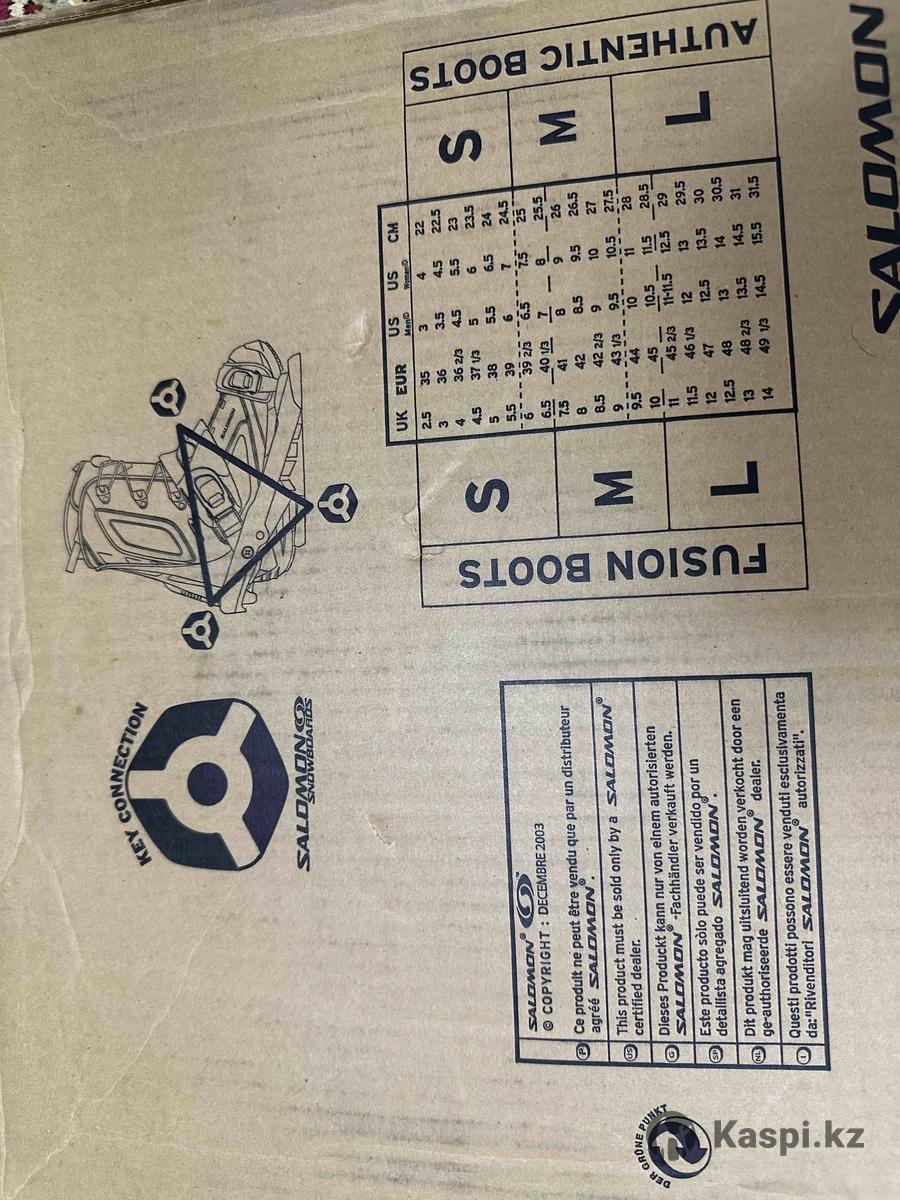 KEY CONNECTION
SALOMON
SNOWBOARDS
SALOMON®
© COPYRIGHT : DECEMBRE 2003
F Ce produit ne peut être vendu que par un distributeur
agréé SALOMON®.
US This product must be sold only by a SALOMON®
certified dealer.
G Dieses Produckt kann nur von einem autorisierten
SALOMON® -Fachhändler verkauft werden.
SP Este producto sòlo puede ser vendido por un
detallista agregado SALOMON®.
NL Dit produkt mag uitsluitend worden verkocht door een
ge-authoriseerde SALOMON® dealer.
I Questi prodotti possono essere venduti esclusivamenta
da:"Rivenditori SALOMON® autorizzati".
FUSION BOOTS
S
M
L
UK EUR US Men© US Women© CM
2.5 35 3 4 22
3 36 3.5 4.5 22.5
4 36 2/3 4.5 5.5 23
4.5 37 1/3 5 6 23.5
5 38 5.5 6.5 24
5.5 39 6 7 24.5
6 39 2/3 6.5 7.5 25
6.5 40 1/3 7 8 25.5
7.5 41 8 9 26
8 42 8.5 9.5 26.5
8.5 42 2/3 9 10 27
9 43 1/3 9.5 10.5 27.5
9.5 44 10 11 28
10 45 10.5 11.5 28.5
11 45 2/3 11-11.5 12.5 29
11.5 46 1/3 12 13 29.5
12 47 12.5 13.5 30
12.5 48 13 14 30.5
13 48 2/3 13.5 14.5 31
14 49 1/3 14.5 15.5 31.5
S
M
L
AUTHENTIC BOOTS
SALOMON
DER GRÜNE PUNKT
Kaspi.kz